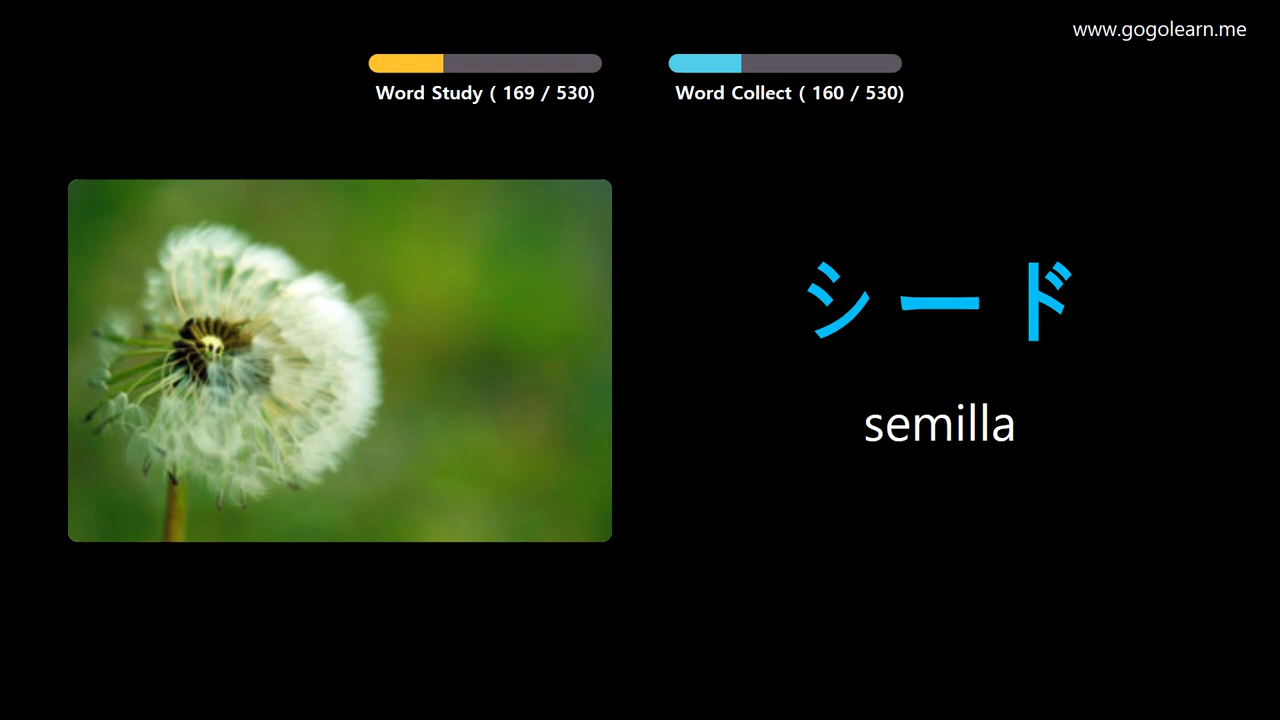 www.gogolearn.me
Word Study ( 169 / 530)
Word Collect ( 160 / 530)
シード
semilla